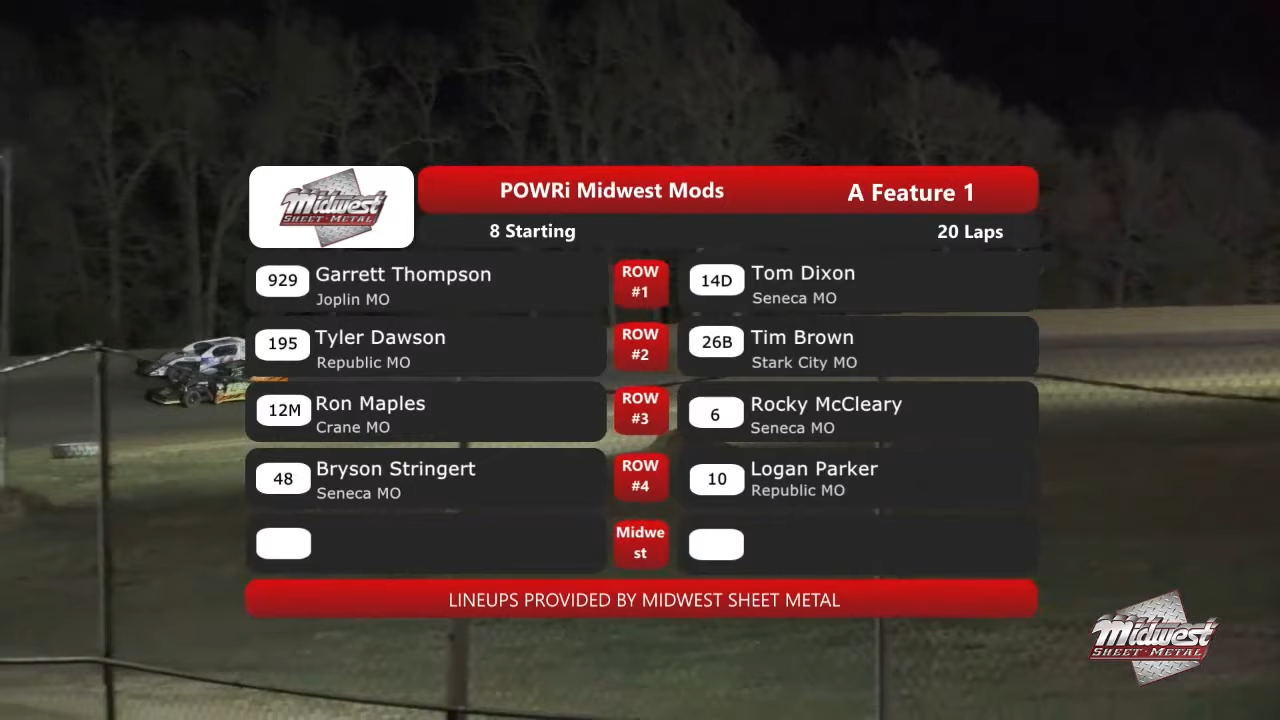 Midwest
SHEET METAL
POWRi Midwest Mods
A Feature 1
8 Starting
20 Laps
929
Garrett Thompson
Joplin MO
ROW
#1
14D
Tom Dixon
Seneca MO
195
Tyler Dawson
Republic MO
ROW
#2
26B
Tim Brown
Stark City MO
12M
Ron Maples
Crane MO
ROW
#3
6
Rocky McCleary
Seneca MO
48
Bryson Stringert
Seneca MO
ROW
#4
10
Logan Parker
Republic MO
Midwe
st
LINEUPS PROVIDED BY MIDWEST SHEET METAL
Midwest
SHEET METAL